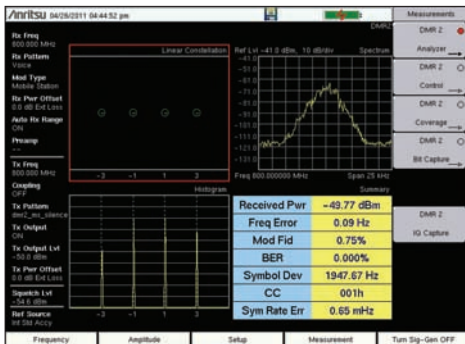 Anritsu 04/26/2011 04:44:52 pm
Measurements
Rx Freq
800.000 MHz
Rx Pattern
Voice
Mod Type
Mobile Station
Rx Pwr Offset
0.0 dB Ext Loss
Auto Rx Range
ON
Preamp
--
Tx Freq
800.000 MHz
Coupling
OFF
Tx Pattern
dmr2_ms_silence
Tx Output
ON
Tx Output Lvl
-50.0 dBm
Tx Pwr Offset
0.0 dB Ext Loss
Squelch Lvl
-54.6 dBm
Ref Source
Int Std Accy
Linear Constellation
-3 -1 1 3
DMR2
Ref Lvl -41.0 dBm, 10 dB/div Spectrum
-41.0
-51.0
-61.0
-71.0
-81.0
-91.0
-101.0
-111.0
-121.0
-131.0
Freq 800.000000 MHz Span 25 kHz
Histogram
-3 -1 1 3
Summary
Received Pwr -49.77 dBm
Freq Error 0.09 Hz
Mod Fid 0.75%
BER 0.000%
Symbol Dev 1947.67 Hz
CC 001h
Sym Rate Err 0.65 mHz
DMR 2
Analyzer
DMR 2
Control
DMR 2
Coverage
DMR 2
Bit Capture
DMR 2
IQ Capture
Frequency Amplitude Setup Measurement Turn Sig-Gen OFF